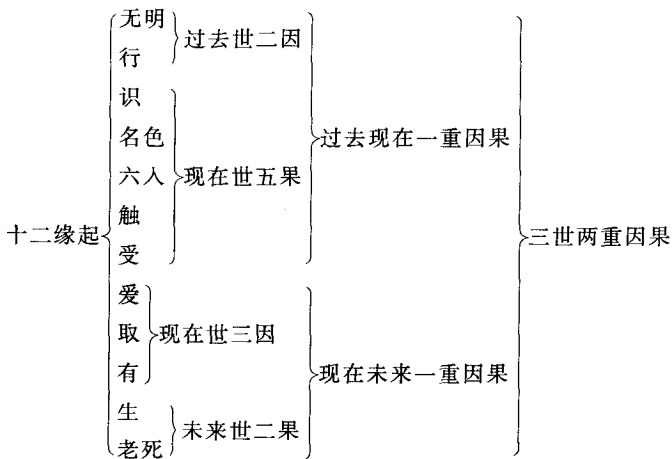 无明
过去世二因
行
识
名色
过去现在一重因果
六人
现在世五果
触
十二缘起
三世两重因果
受
爱
取
现在世三因
有
现在未来一重因果
生
未来世二果
老死